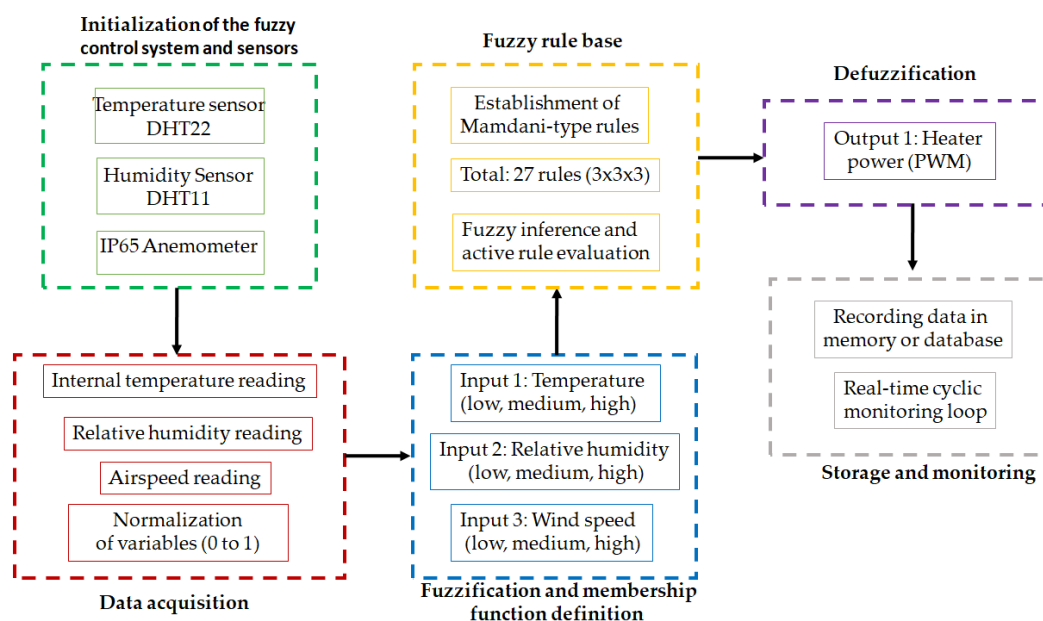 Initialization of the fuzzy
control system and sensors
Temperature sensor
DHT22
Humidity Sensor
DHT11
IP65 Anemometer
Internal temperature reading
Relative humidity reading
Airspeed reading
Normalization
of variables (0 to 1)
Data acquisition
Fuzzy rule base
Establishment of
Mamdani-type rules
Total: 27 rules (3x3x3)
Fuzzy inference and
active rule evaluation
Input 1: Temperature
(low, medium, high)
Input 2: Relative humidity
(low, medium, high)
Input 3: Wind speed
(low, medium, high)
Fuzzification and membership
function definition
Defuzzification
Output 1: Heater
power (PWM)
Recording data in
memory or database
Real-time cyclic
monitoring loop
Storage and monitoring